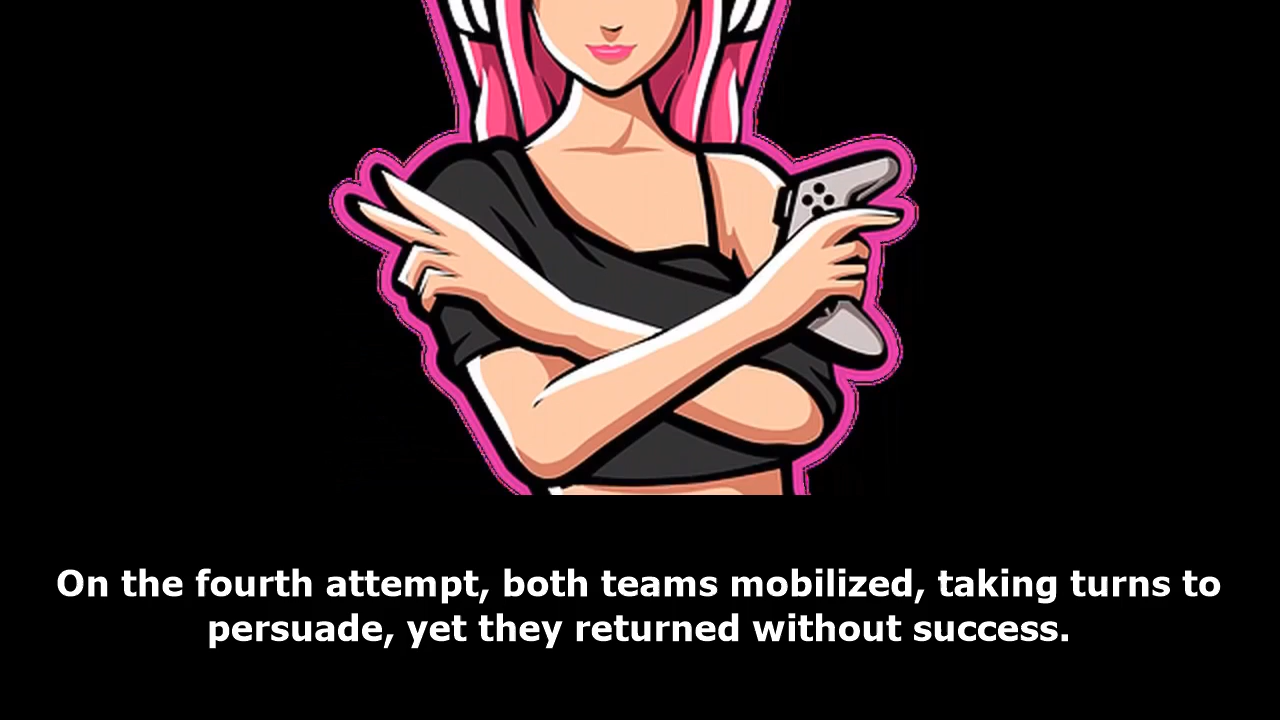 On the fourth attempt, both teams mobilized, taking turns to
persuade, yet they returned without success.